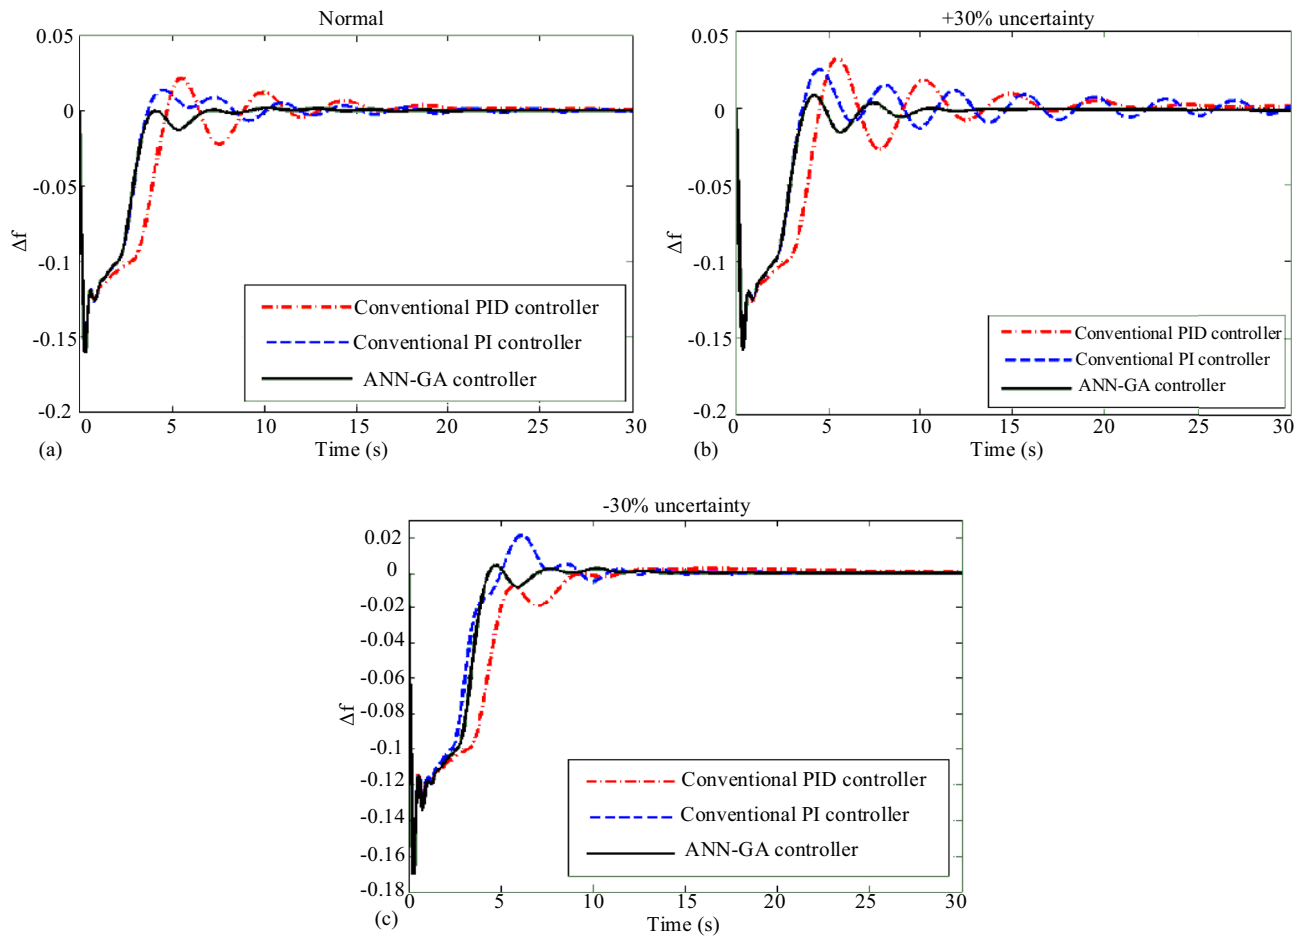 Normal
0.05
0
-0.05
-0.1
-0.15
-0.2
Δf
Conventional PID controller
Conventional PI controller
ANN-GA controller
0 5 10 15 20 25 30
Time (s)
(a)
+30% uncertainty
0.05
0
-0.05
-0.1
-0.15
-0.2
Δf
Conventional PID controller
Conventional PI controller
ANN-GA controller
0 5 10 15 20 25 30
Time (s)
(b)
-30% uncertainty
0.02
0
-0.02
-0.04
-0.06
-0.08
-0.1
-0.12
-0.14
-0.16
-0.18
Δf
Conventional PID controller
Conventional PI controller
ANN-GA controller
0 5 10 15 20 25 30
Time (s)
(c)